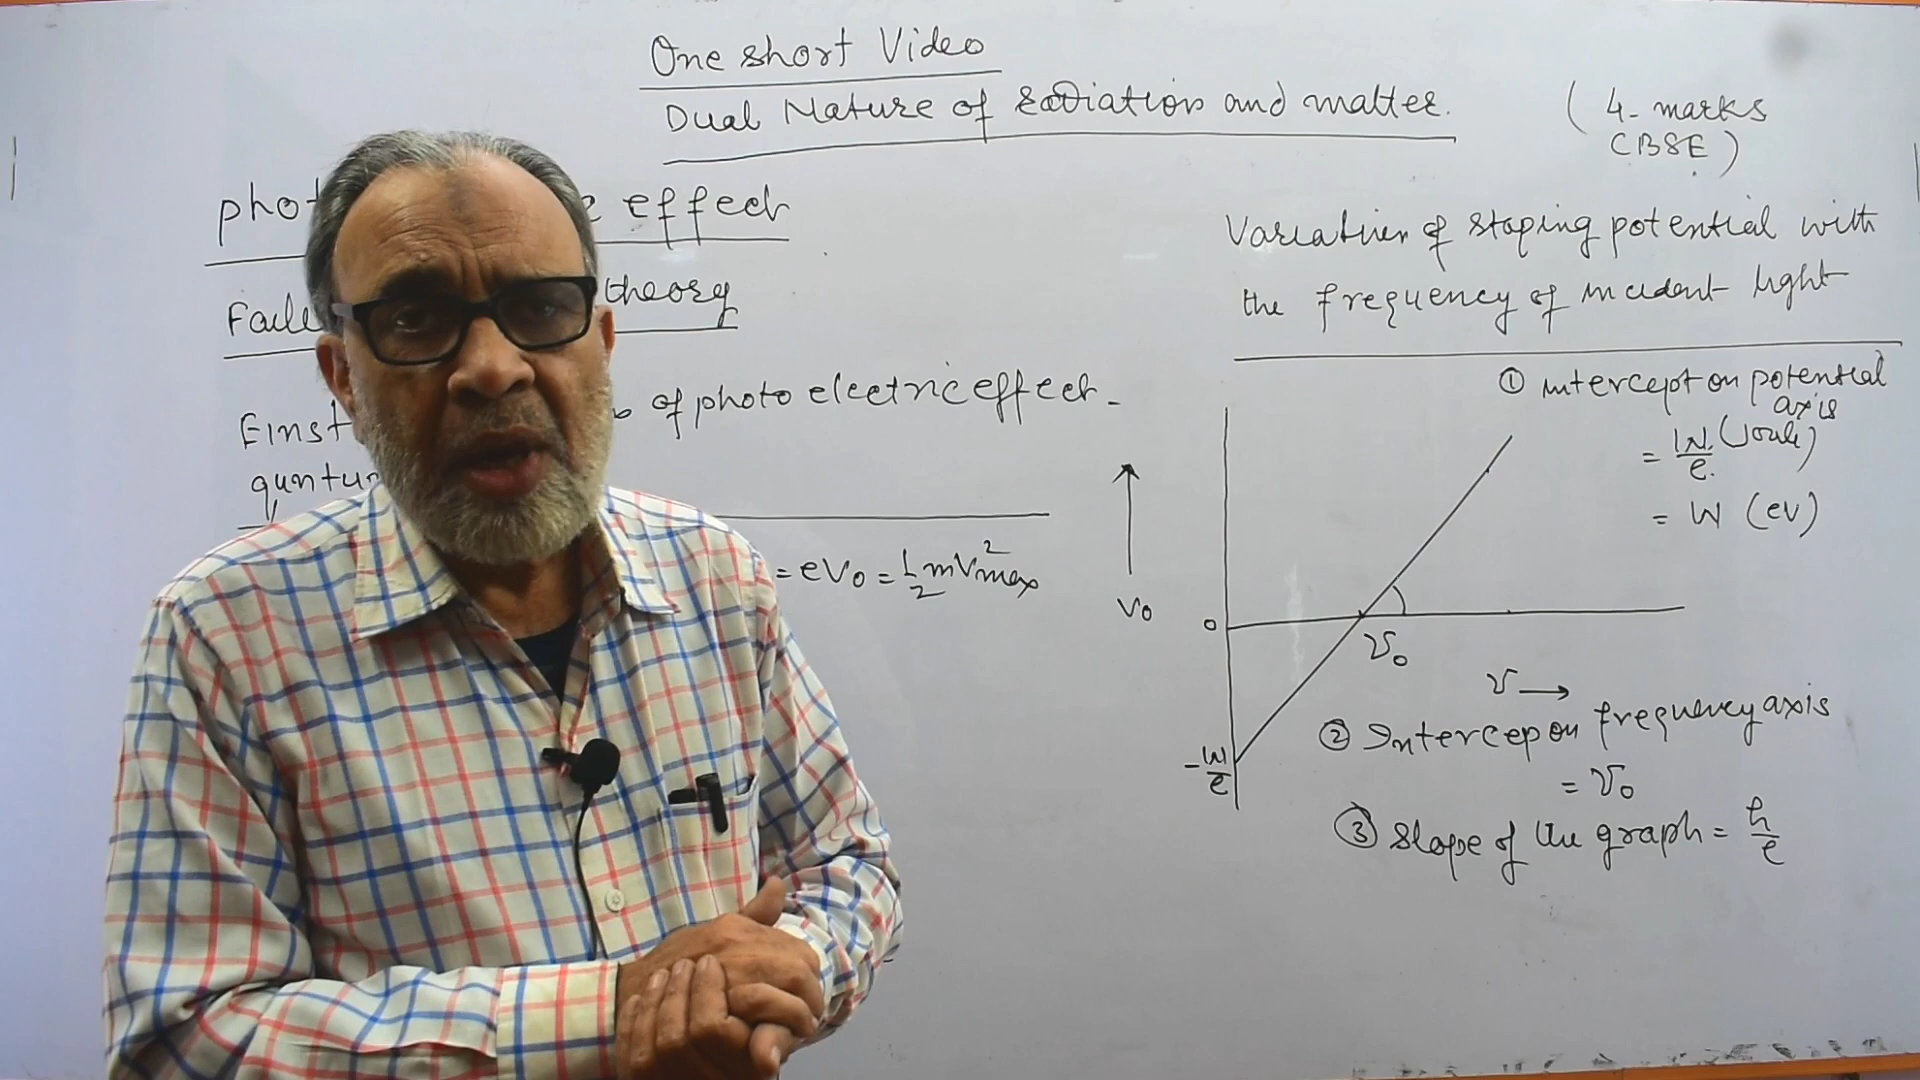 One short Video
Dual Nature of radiation and matter.
( 4- marks
CBSE )
effect
theory
of photo electric effect-
= eV₀ = 1/2 mV²max
Variation of stoping potential with
the frequency of incident light
① intercept on potential
axis
= W/e (Joule)
= W (ev)
V₀
0
ν₀
ν →
-W/e
② Intercep on frequency axis
= ν₀
③ Slope of the graph = h/e